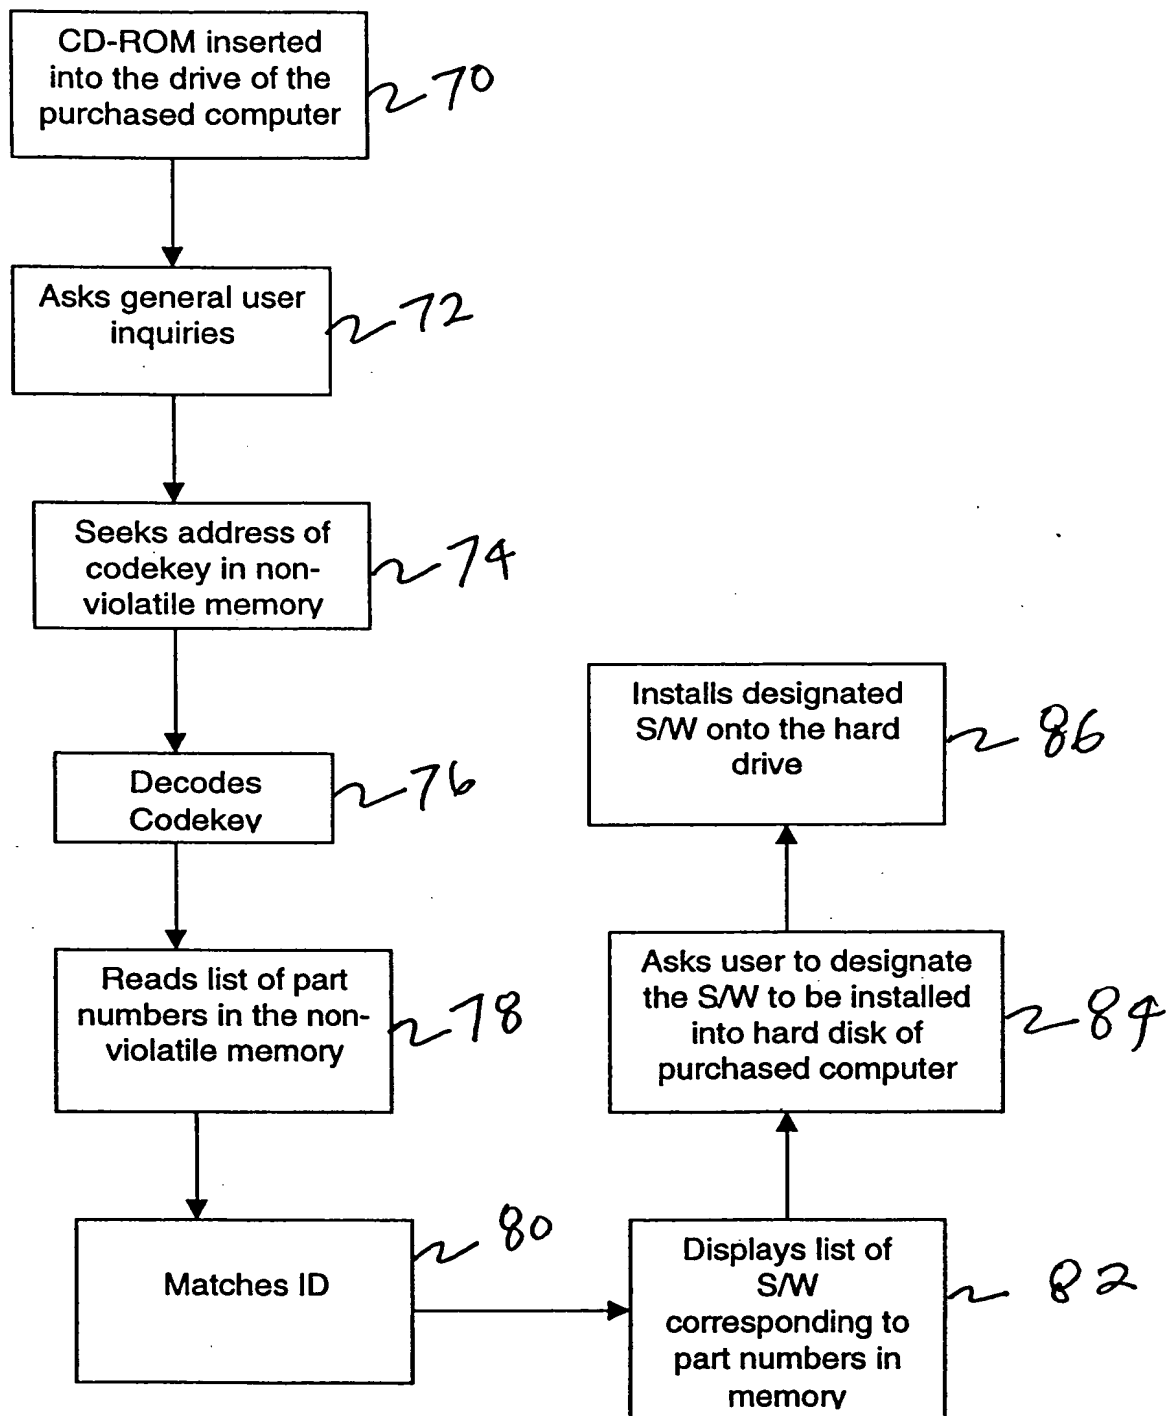 CD-ROM inserted
into the drive of the
purchased computer
70
Asks general user
inquiries
72
Seeks address of
codekey in non-
violatile memory
74
Decodes
Codekey
76
Reads list of part
numbers in the non-
violatile memory
78
Matches ID
80
Displays list of
S/W
corresponding to
part numbers in
memory
82
Asks user to designate
the S/W to be installed
into hard disk of
purchased computer
84
Installs designated
S/W onto the hard
drive
86